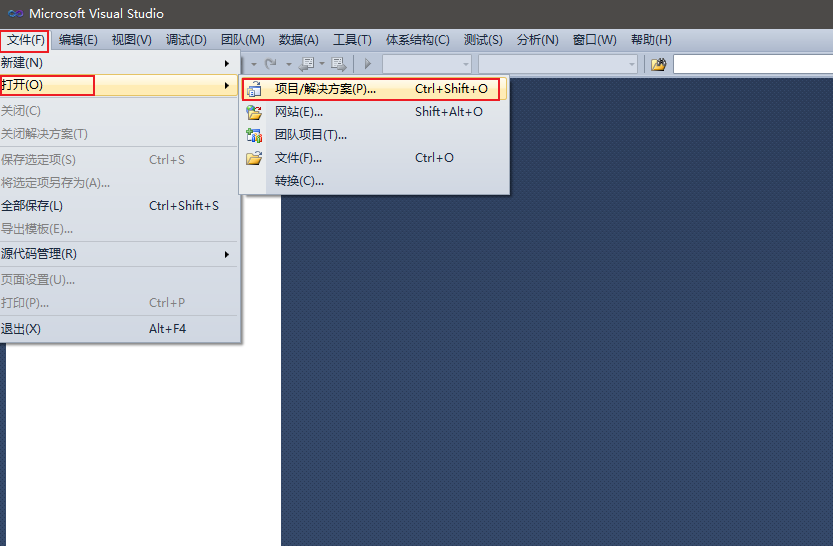 Microsoft Visual Studio
文件(F) 编辑(E) 视图(V) 调试(D) 团队(M) 数据(A) 工具(T) 体系结构(C) 测试(S) 分析(N) 窗口(W) 帮助(H)
新建(N)
打开(O)
关闭(C)
关闭解决方案(T)
保存选定项(S) Ctrl+S
将选定项另存为(A)...
全部保存(L) Ctrl+Shift+S
导出模板(E)...
源代码管理(R)
页面设置(U)...
打印(P)... Ctrl+P
退出(X) Alt+F4
项目/解决方案(P)... Ctrl+Shift+O
网站(E)... Shift+Alt+O
团队项目(T)...
文件(F)... Ctrl+O
转换(C)...